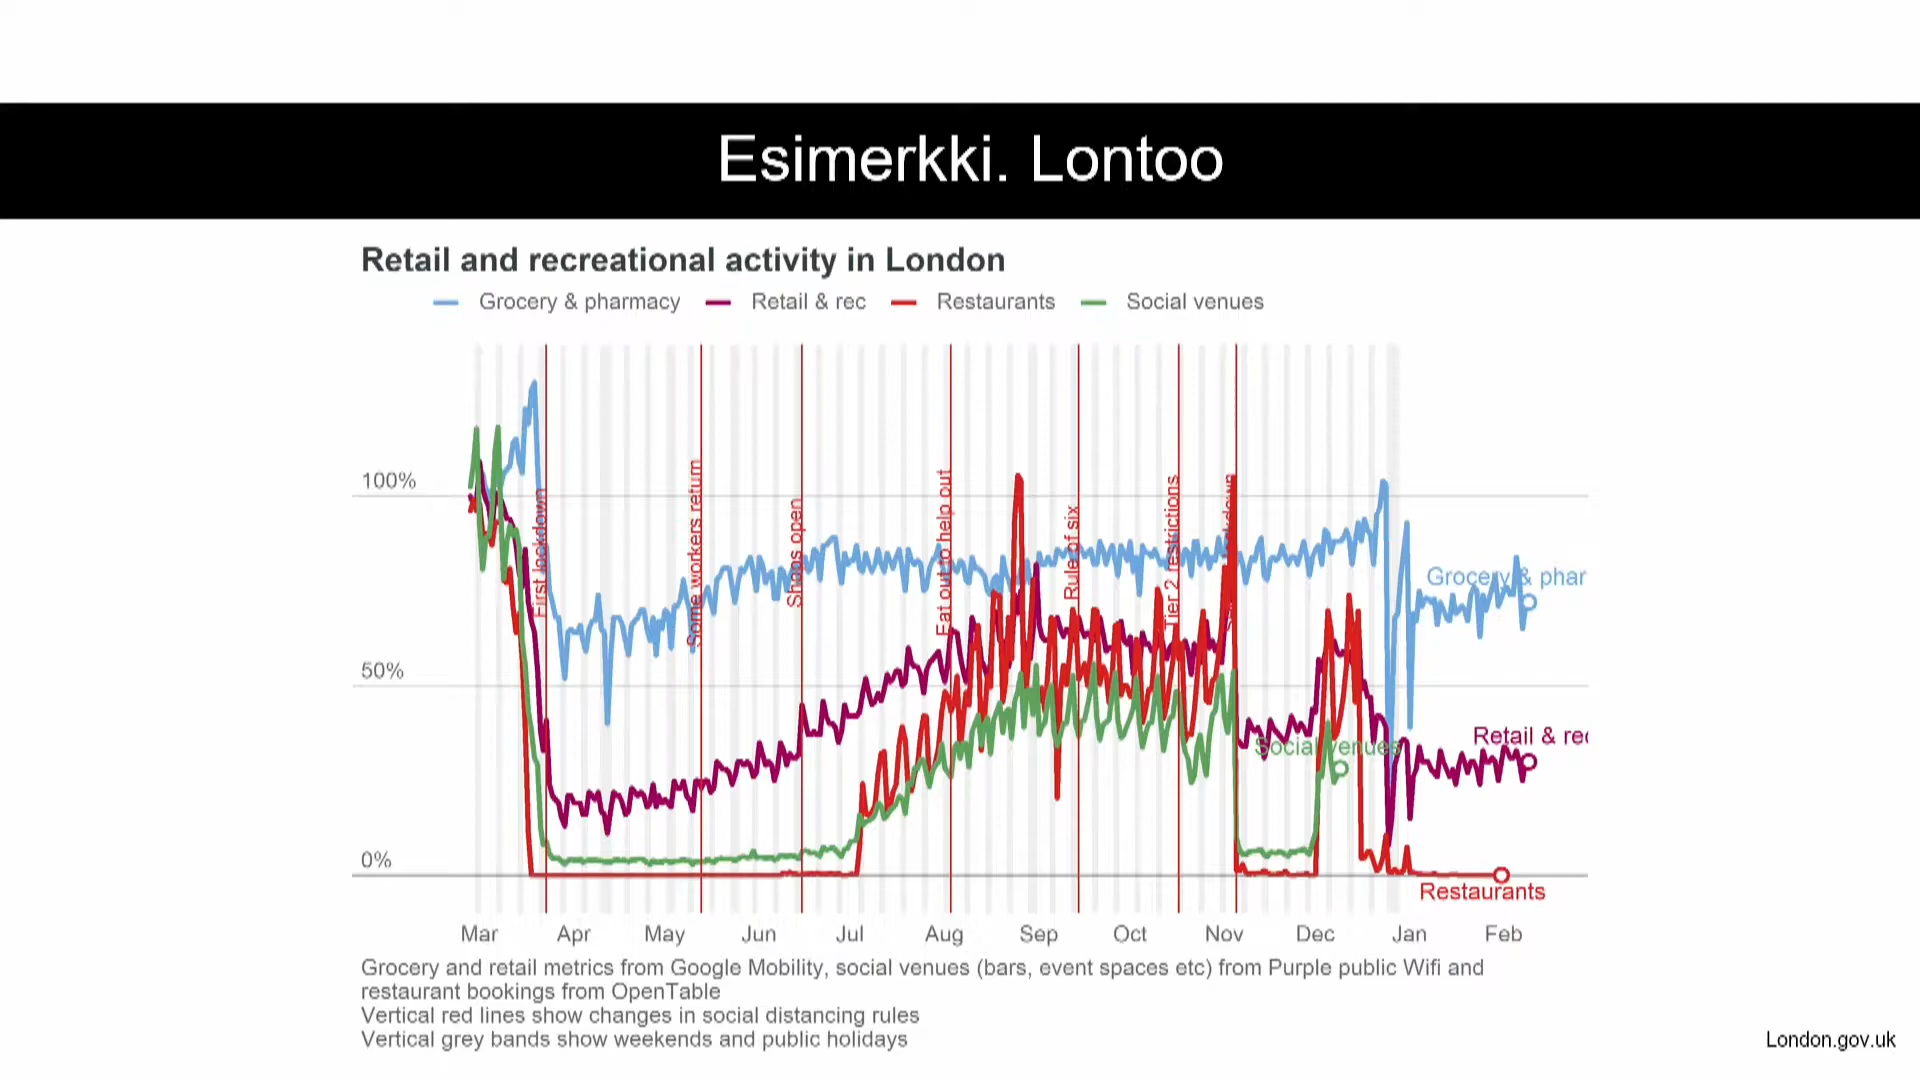 Esimerkki. Lontoo
Retail and recreational activity in London
Grocery & pharmacy Retail & rec Restaurants Social venues
100%
50%
0%
First lockdown
Some workers return
Shops open
Eat out to help out
Rule of six
Tier 2 restrictions
Grocery & phar
Retail & rec
Social venues
Restaurants
Mar Apr May Jun Jul Aug Sep Oct Nov Dec Jan Feb
Grocery and retail metrics from Google Mobility, social venues (bars, event spaces etc) from Purple public Wifi and
restaurant bookings from OpenTable
Vertical red lines show changes in social distancing rules
Vertical grey bands show weekends and public holidays
London.gov.uk